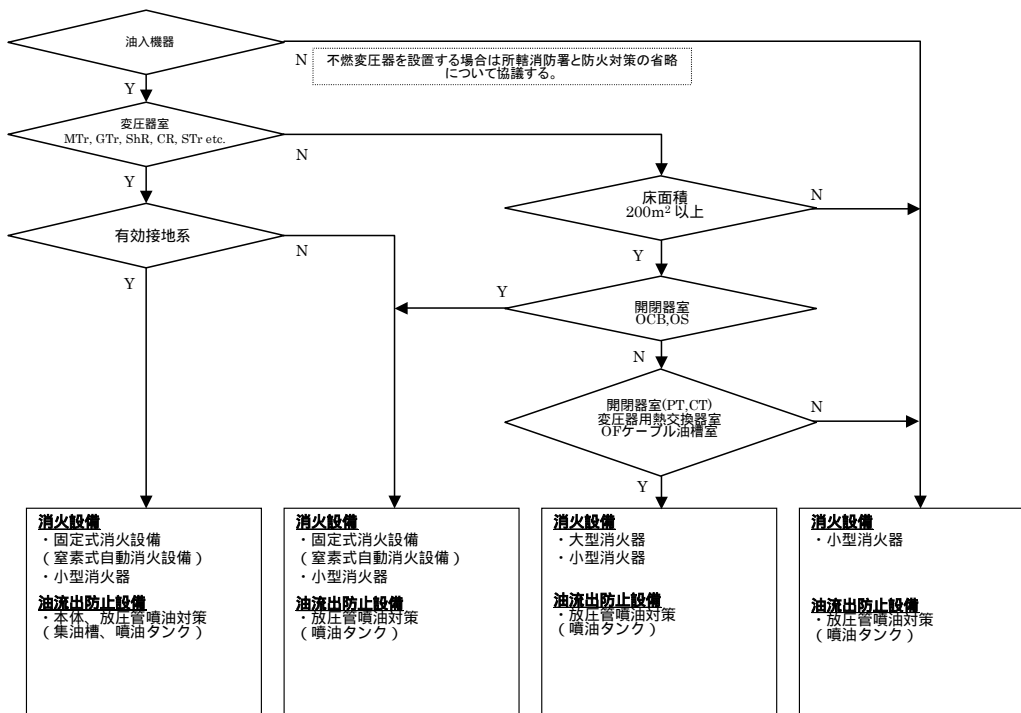 油入機器
N
不燃変圧器を設置する場合は所轄消防署と防火対策の省略
について協議する。
Y
変圧器室
MTr, GTr, ShR, CR, STr etc.
N
Y
床面積
200m² 以上
N
有効接地系
N
Y
Y
開閉器室
OCB,OS
Y
N
開閉器室(PT,CT)
変圧器用熱交換器室
OFケーブル油槽室
N
Y
消火設備
・固定式消火設備
(窒素式自動消火設備)
・小型消火器
油流出防止設備
・本体、放圧管噴油対策
(集油槽、噴油タンク)
消火設備
・固定式消火設備
(窒素式自動消火設備)
・小型消火器
油流出防止設備
・放圧管噴油対策
(噴油タンク)
消火設備
・大型消火器
・小型消火器
油流出防止設備
・放圧管噴油対策
(噴油タンク)
消火設備
・小型消火器
油流出防止設備
・放圧管噴油対策
(噴油タンク)